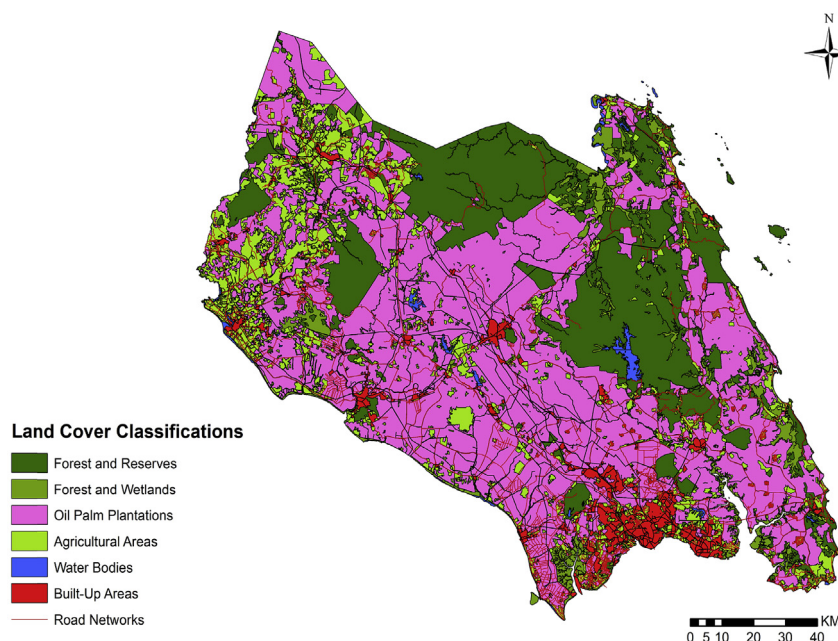 N
Land Cover Classifications
Forest and Reserves
Forest and Wetlands
Oil Palm Plantations
Agricultural Areas
Water Bodies
Built-Up Areas
Road Networks
KM
0 5 10 20 30 40